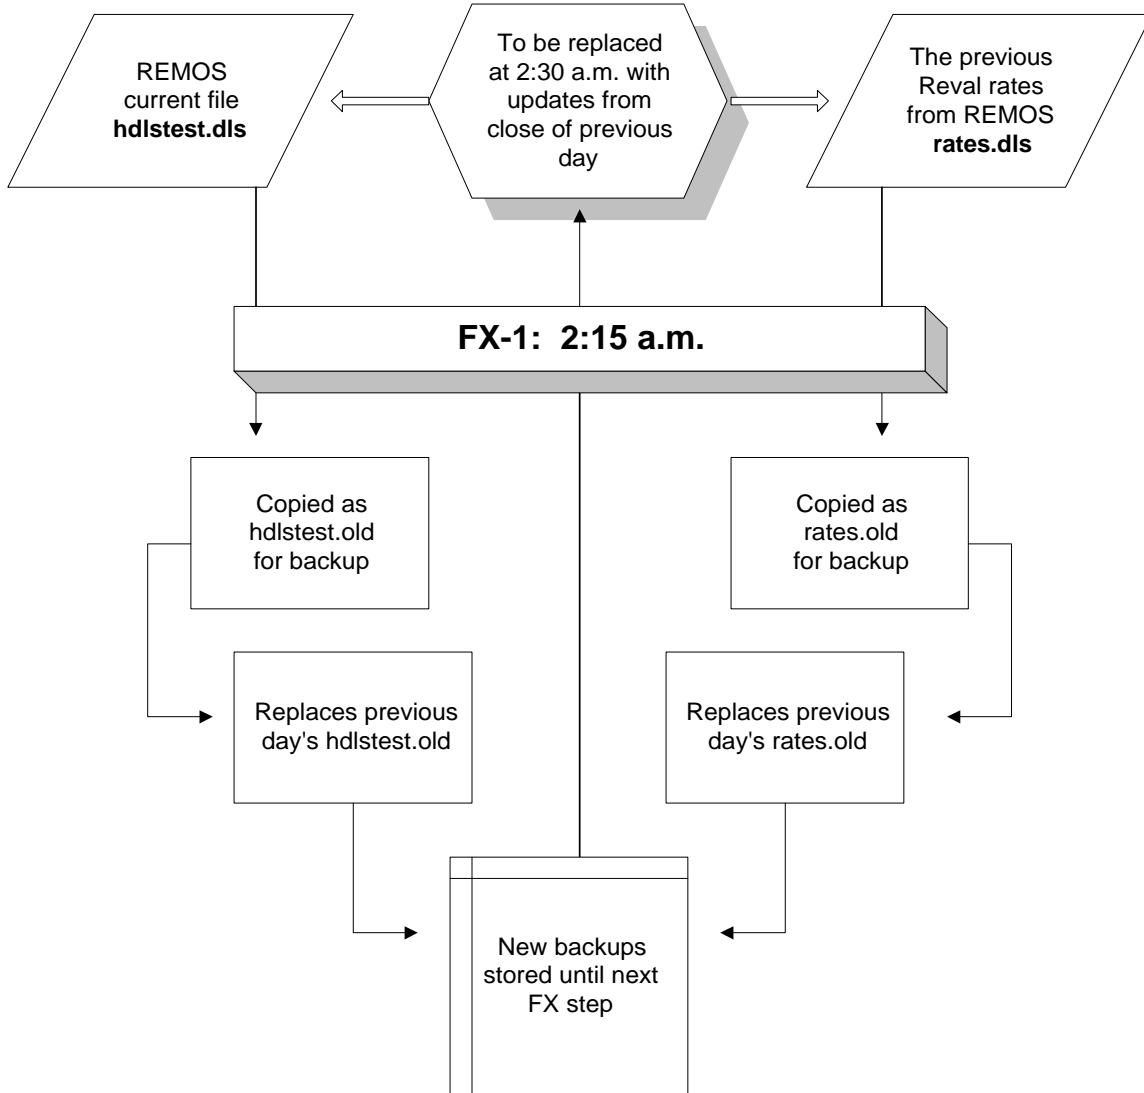 REMOS
current file
hdlstest.dls
To be replaced
at 2:30 a.m. with
updates from
close of previous
day
The previous
Reval rates
from REMOS
rates.dls
FX-1:  2:15 a.m.
Copied as
hdlstest.old
for backup
Copied as
rates.old
for backup
Replaces previous
day's hdlstest.old
Replaces previous
day's rates.old
New backups
stored until next
FX step